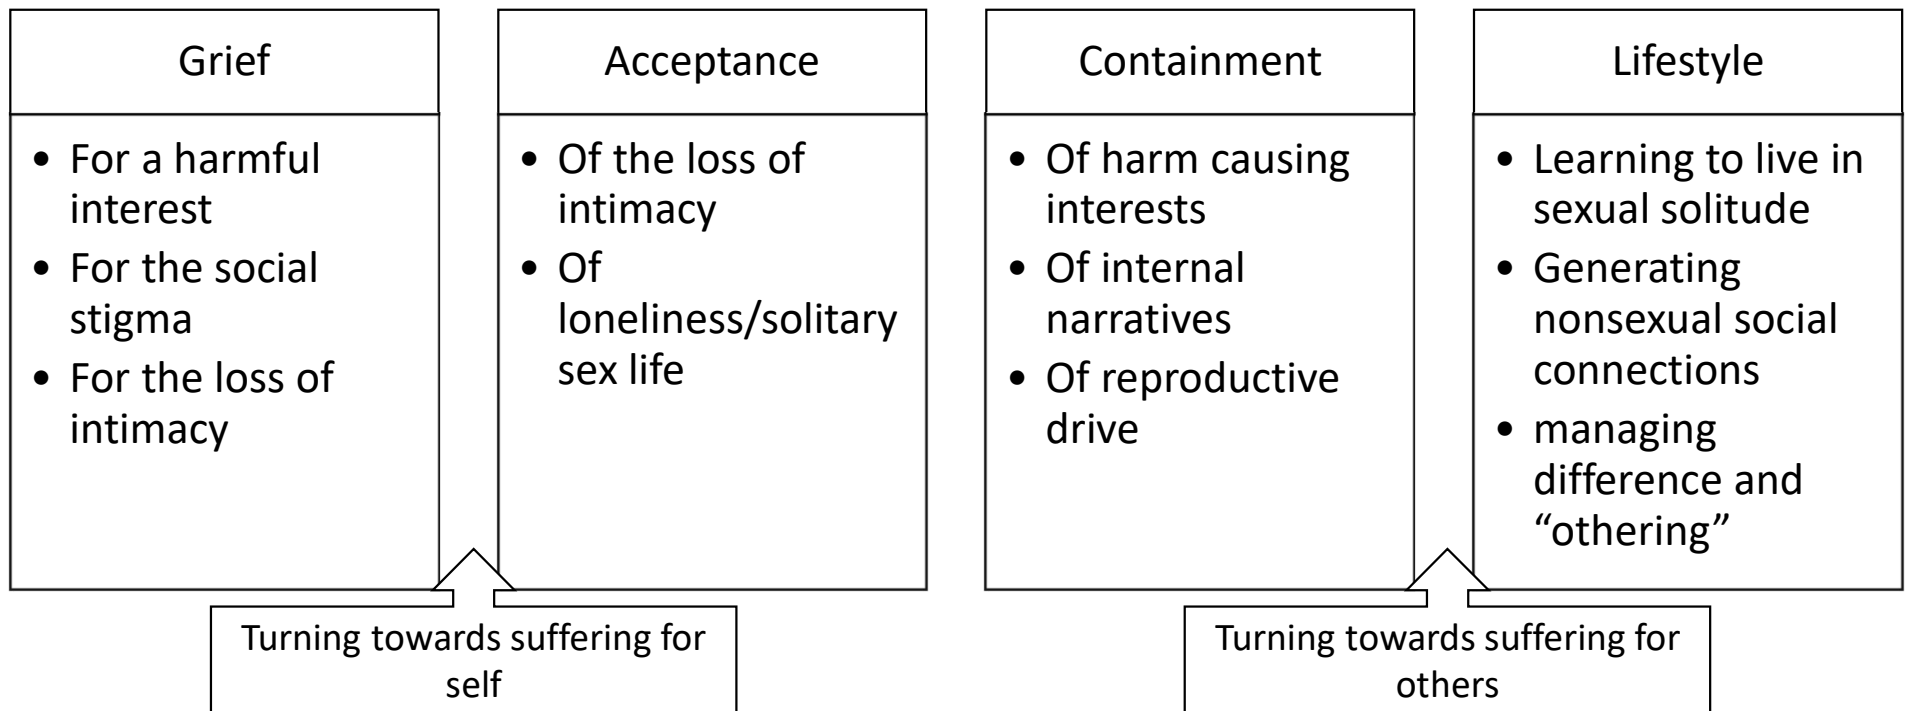 Grief
• For a harmful
interest
• For the social
stigma
• For the loss of
intimacy
Acceptance
• Of the loss of
intimacy
• Of
loneliness/solitary
sex life
Turning towards suffering for
self
Containment
• Of harm causing
interests
• Of internal
narratives
• Of reproductive
drive
Lifestyle
• Learning to live in
sexual solitude
• Generating
nonsexual social
connections
• managing
difference and
“othering”
Turning towards suffering for
others